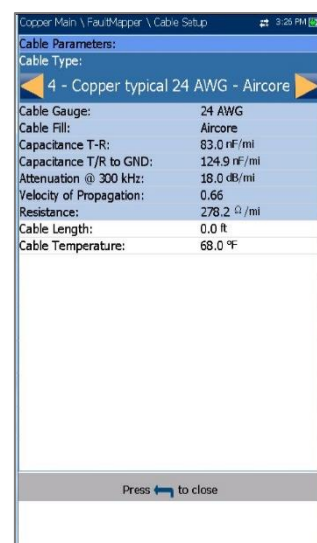 Copper Main \ FaultMapper \ Cable Setup 3:26 PM
Cable Parameters:
Cable Type:
4 - Copper typical 24 AWG - Aircore
Cable Gauge: 24 AWG
Cable Fill: Aircore
Capacitance T-R: 83.0 nF/mi
Capacitance T/R to GND: 124.9 nF/mi
Attenuation @ 300 kHz: 18.0 dB/mi
Velocity of Propagation: 0.66
Resistance: 278.2 Ω/mi
Cable Length: 0.0 ft
Cable Temperature: 68.0 °F
Press to close